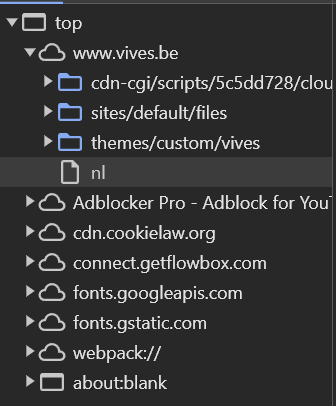 top
www.vives.be
cdn-cgi/scripts/5c5dd728/clou
sites/default/files
themes/custom/vives
nl
Adblocker Pro - Adblock for YouT
cdn.cookielaw.org
connect.getflowbox.com
fonts.googleapis.com
fonts.gstatic.com
webpack://
about:blank